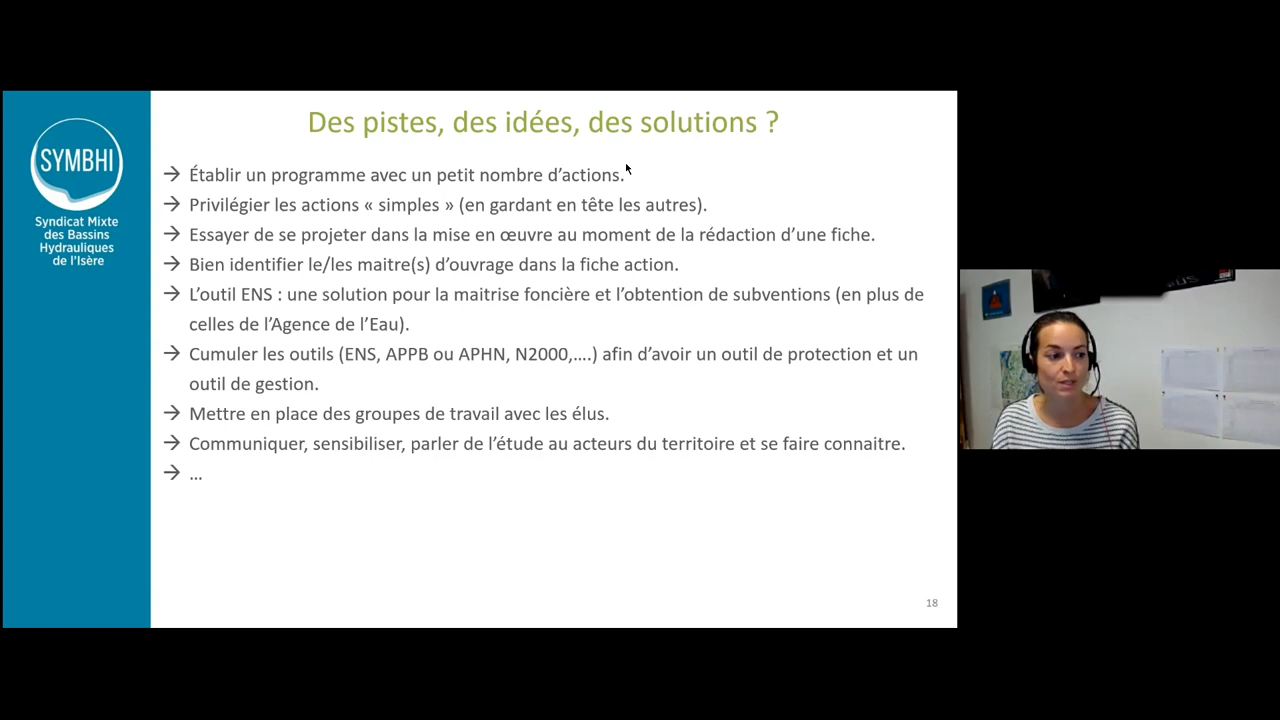 SYMBHI
Syndicat Mixte
des Bassins
Hydrauliques
de l'Isère
Des pistes, des idées, des solutions ?
→ Établir un programme avec un petit nombre d'actions.
→ Privilégier les actions « simples » (en gardant en tête les autres).
→ Essayer de se projeter dans la mise en œuvre au moment de la rédaction d'une fiche.
→ Bien identifier le/les maitre(s) d'ouvrage dans la fiche action.
→ L'outil ENS : une solution pour la maitrise foncière et l'obtention de subventions (en plus de
celles de l'Agence de l'Eau).
→ Cumuler les outils (ENS, APPB ou APHN, N2000,....) afin d'avoir un outil de protection et un
outil de gestion.
→ Mettre en place des groupes de travail avec les élus.
→ Communiquer, sensibiliser, parler de l'étude au acteurs du territoire et se faire connaitre.
→ ...
18